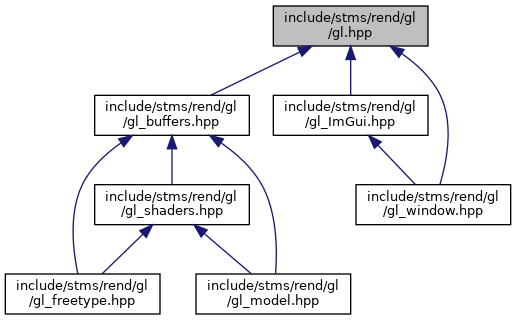 include/stms/rend/gl
/gl.hpp
include/stms/rend/gl
/gl_buffers.hpp
include/stms/rend/gl
/gl_ImGui.hpp
include/stms/rend/gl
/gl_shaders.hpp
include/stms/rend/gl
/gl_window.hpp
include/stms/rend/gl
/gl_freetype.hpp
include/stms/rend/gl
/gl_model.hpp